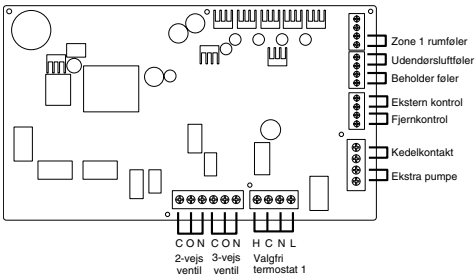 Zone 1 rumføler
Udendørsluftføler
Beholder føler
Ekstern kontrol
Fjernkontrol
Kedelkontakt
Ekstra pumpe
C O N C O N H C N L
2-vejs 3-vejs Valgfri
ventil ventil termostat 1